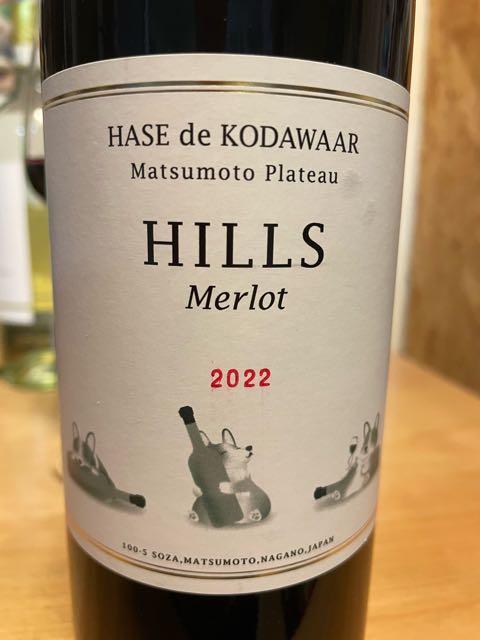 HASE de KODAWAAR
Matsumoto Plateau
HILLS
Merlot
2022
100-5 SOZA,MATSUMOTO,NAGANO,JAPAN